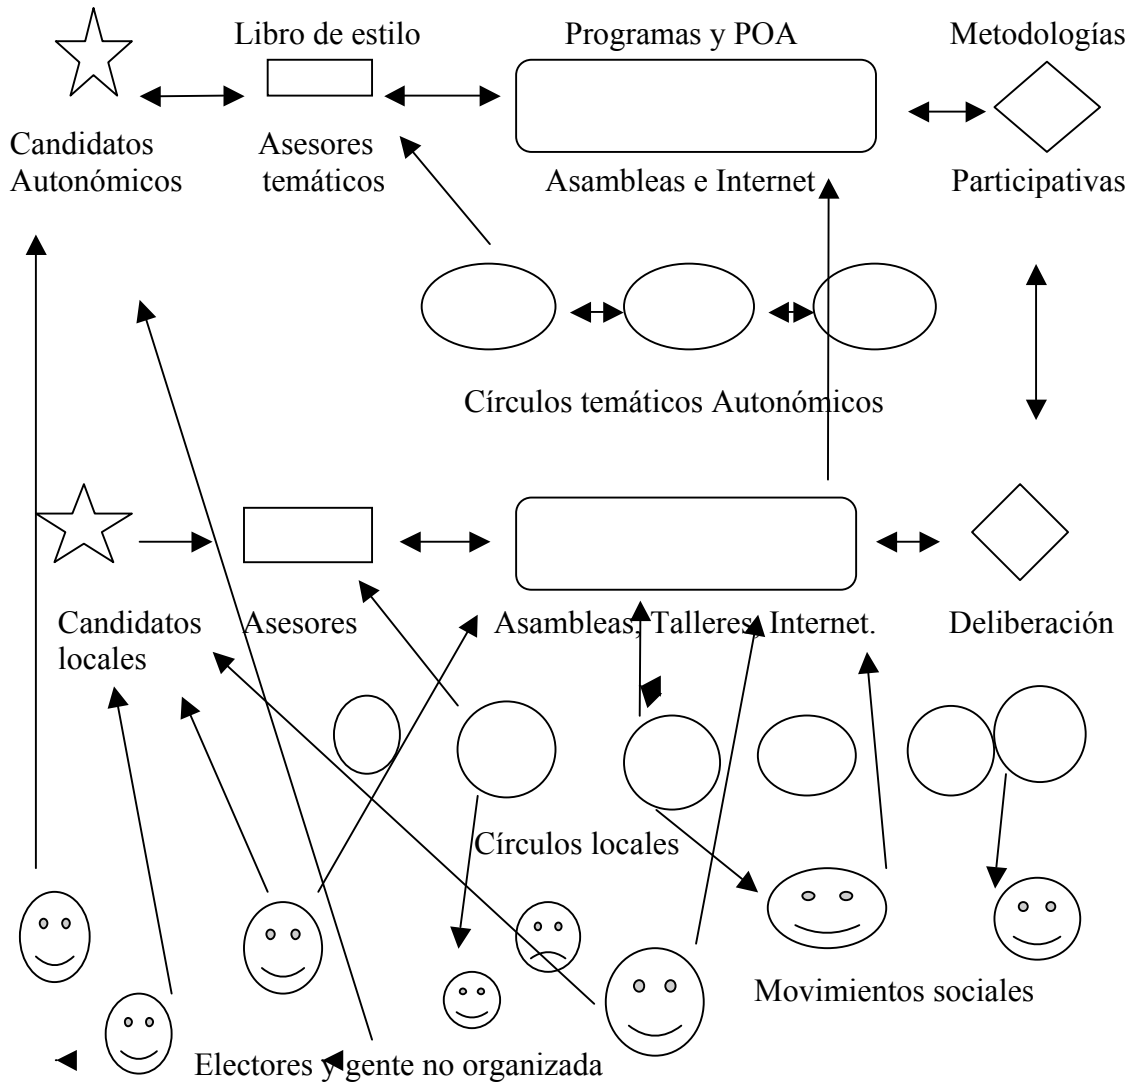 Libro de estilo
Programas y POA
Metodologías
Candidatos
Autonómicos
Asesores
temáticos
Asambleas e Internet
Participativas
Círculos temáticos Autonómicos
Candidatos
locales
Asesores
Asambleas, Talleres, Internet.
Deliberación
Círculos locales
Movimientos sociales
Electores y gente no organizada